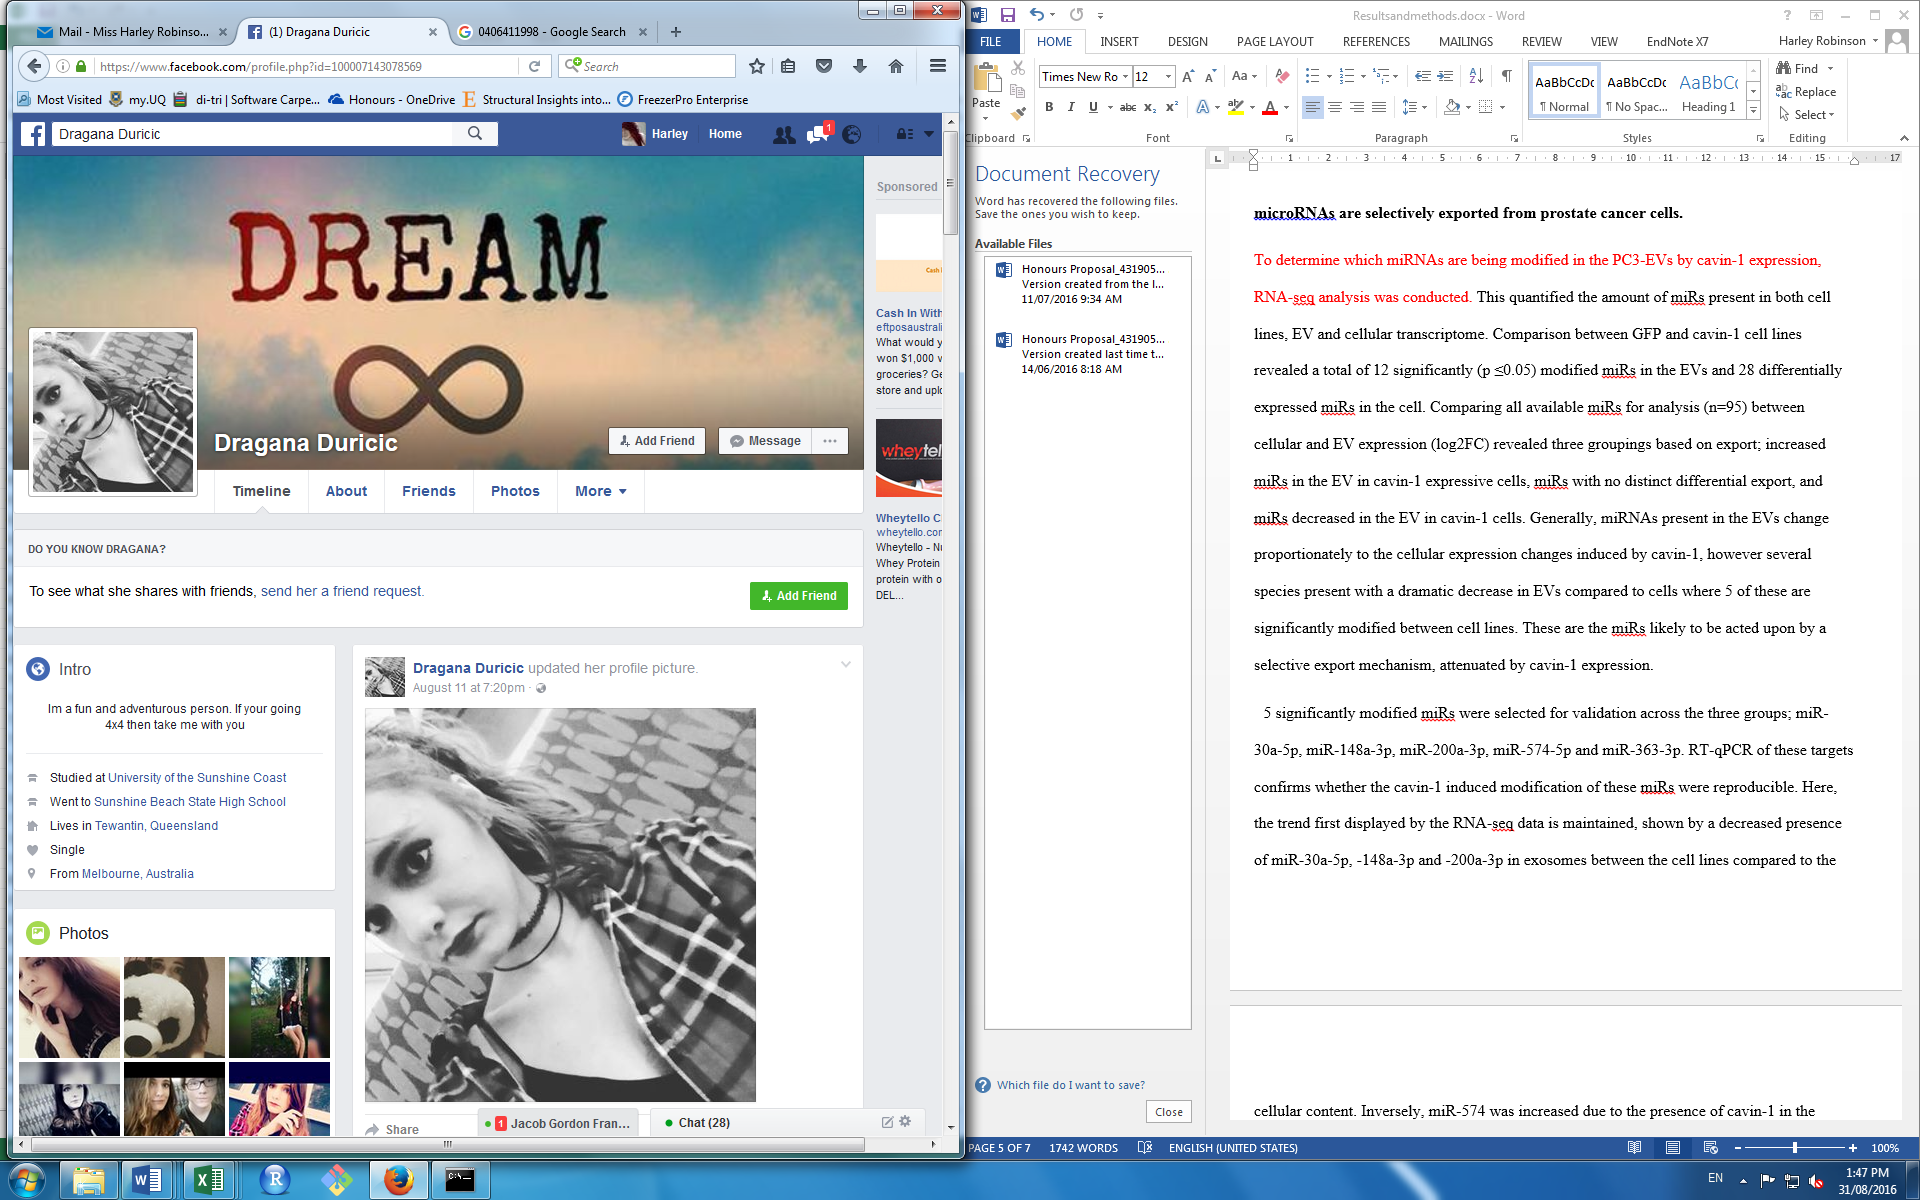 Mail - Miss Harley Robinso...
(1) Dragana Duricic
0406411998 - Google Search
https://www.facebook.com/profile.php?id=100007143078569
Search
Most Visited
my.UQ
di-tri | Software Carpe...
Honours - OneDrive
Structural Insights into...
FreezerPro Enterprise
Dragana Duricic
Harley
Home
1
DREAM
Dragana Duricic
Add Friend
Message
Timeline
About
Friends
Photos
More
DO YOU KNOW DRAGANA?
To see what she shares with friends, send her a friend request.
Add Friend
Intro
Im a fun and adventurous person. If your going
4x4 then take me with you
Studied at University of the Sunshine Coast
Went to Sunshine Beach State High School
Lives in Tewantin, Queensland
Single
From Melbourne, Australia
Photos
Dragana Duricic updated her profile picture.
August 11 at 7:20pm
Share
1 Jacob Gordon Fran...
Chat (28)
Sponsored
Cash In With
eftposaustrali
What would y
won $1,000 w
groceries? Ge
store and uplo
wheytell
Wheytello C
wheytello.com
Wheytello - Nu
Whey Protein
protein with o
DEL...
Resultsandmethods.docx - Word
FILE
HOME
INSERT
DESIGN
PAGE LAYOUT
REFERENCES
MAILINGS
REVIEW
VIEW
EndNote X7
Harley Robinson
Paste
Times New Ro
12
AaBbCcDc
¶ Normal
AaBbCcDc
¶ No Spac...
AaBbCc
Heading 1
Find
Replace
Select
Clipboard
Font
Paragraph
Styles
Editing
1 2 3 4 5 6 7 8 9 10 11 12 13 14 15 17
Document Recovery
Word has recovered the following files.
Save the ones you wish to keep.
Available Files
Honours Proposal_431905...
Version created from the l...
11/07/2016 9:34 AM
Honours Proposal_431905...
Version created last time t...
14/06/2016 8:18 AM
Which file do I want to save?
Close
microRNAs are selectively exported from prostate cancer cells.
To determine which miRNAs are being modified in the PC3-EVs by cavin-1 expression,
RNA-seq analysis was conducted. This quantified the amount of miRs present in both cell
lines, EV and cellular transcriptome. Comparison between GFP and cavin-1 cell lines
revealed a total of 12 significantly (p ≤0.05) modified miRs in the EVs and 28 differentially
expressed miRs in the cell. Comparing all available miRs for analysis (n=95) between
cellular and EV expression (log2FC) revealed three groupings based on export; increased
miRs in the EV in cavin-1 expressive cells, miRs with no distinct differential export, and
miRs decreased in the EV in cavin-1 cells. Generally, miRNAs present in the EVs change
proportionately to the cellular expression changes induced by cavin-1, however several
species present with a dramatic decrease in EVs compared to cells where 5 of these are
significantly modified between cell lines. These are the miRs likely to be acted upon by a
selective export mechanism, attenuated by cavin-1 expression.
5 significantly modified miRs were selected for validation across the three groups; miR-
30a-5p, miR-148a-3p, miR-200a-3p, miR-574-5p and miR-363-3p. RT-qPCR of these targets
confirms whether the cavin-1 induced modification of these miRs were reproducible. Here,
the trend first displayed by the RNA-seq data is maintained, shown by a decreased presence
of miR-30a-5p, -148a-3p and -200a-3p in exosomes between the cell lines compared to the
cellular content. Inversely, miR-574 was increased due to the presence of cavin-1 in the
PAGE 5 OF 7
1742 WORDS
ENGLISH (UNITED STATES)
100%
EN
1:47 PM
31/08/2016